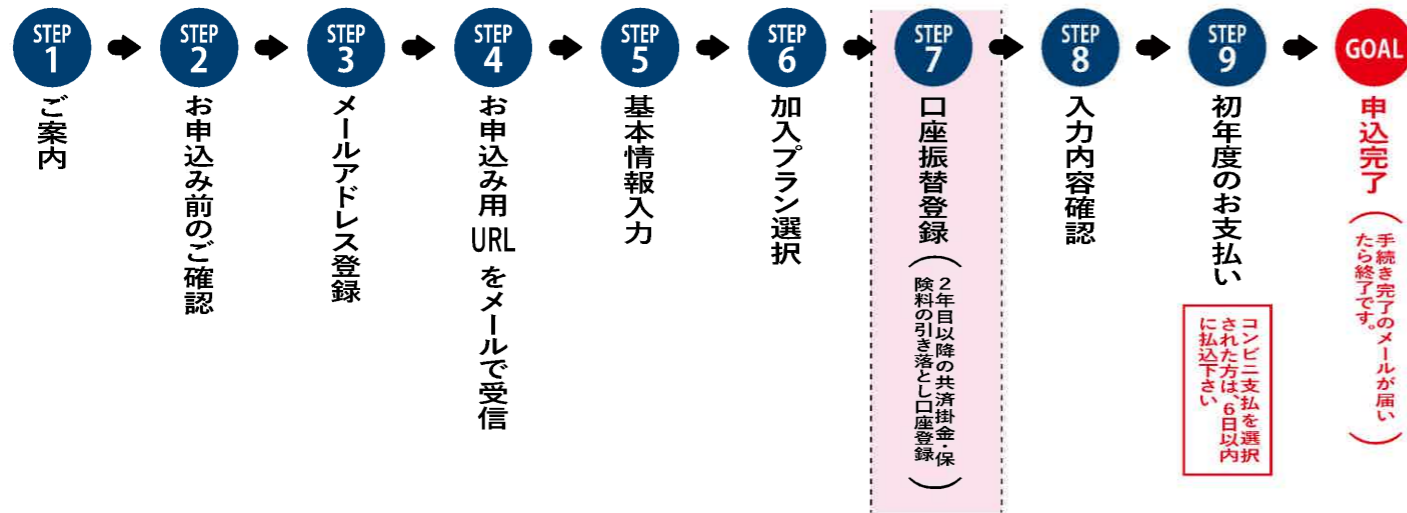 STEP
1
ご案内
STEP
2
お申込み前のご確認
STEP
3
メールアドレス登録
STEP
4
お申込み用
URL
をメールで受信
STEP
5
基本情報入力
STEP
6
加入プラン選択
STEP
7
口座振替登録
(2年目以降の共済掛金・保
険料の引き落とし口座登録)
STEP
8
入力内容確認
STEP
9
初年度のお支払い
コンビニ支払を選択
された方は、6日以内
に払込下さい
GOAL
申込完了
(手続き完了のメールが届い
たら終了です。)